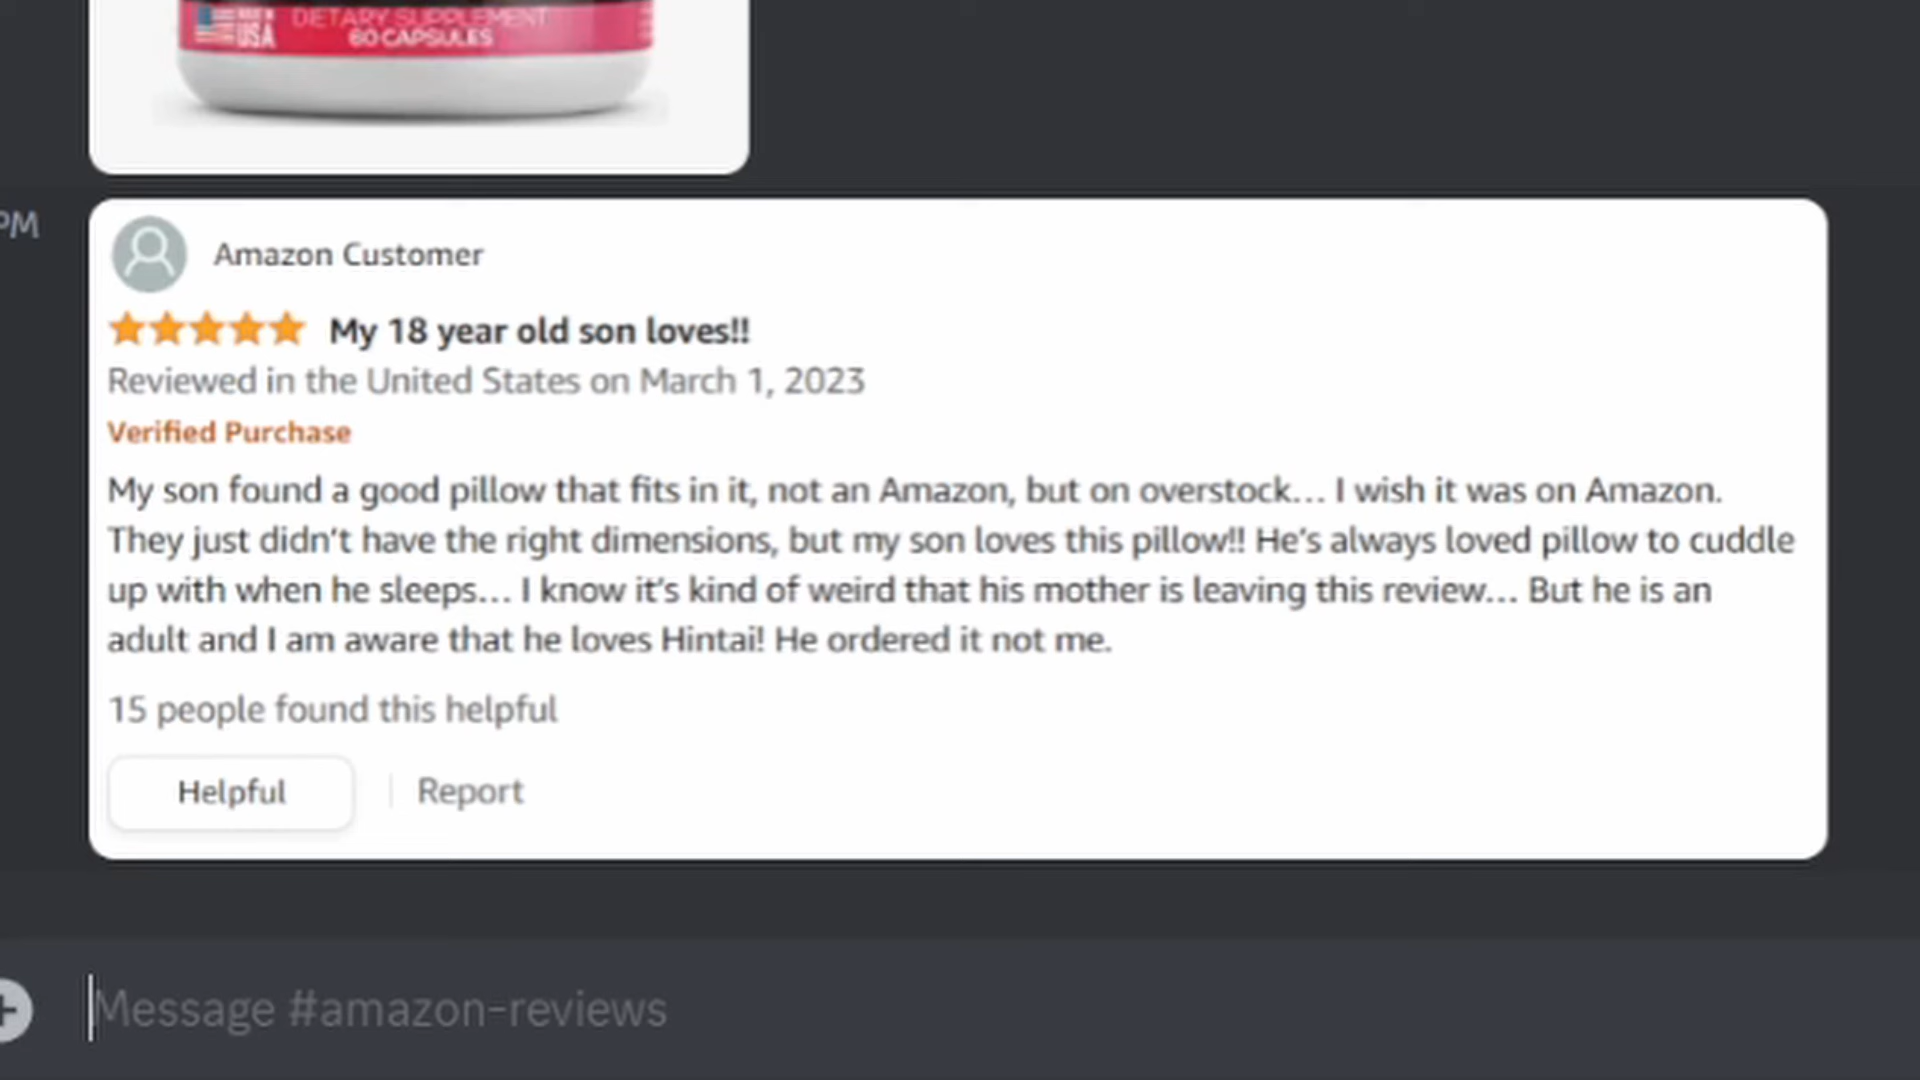 USA
DIETARY SUPPLEMENT
60 CAPSULES
PM
Amazon Customer
My 18 year old son loves!!
Reviewed in the United States on March 1, 2023
Verified Purchase
My son found a good pillow that fits in it, not an Amazon, but on overstock... I wish it was on Amazon.
They just didn't have the right dimensions, but my son loves this pillow!! He's always loved pillow to cuddle
up with when he sleeps... I know it's kind of weird that his mother is leaving this review... But he is an
adult and I am aware that he loves Hintai! He ordered it not me.
15 people found this helpful
Helpful
Report
Message #amazon-reviews